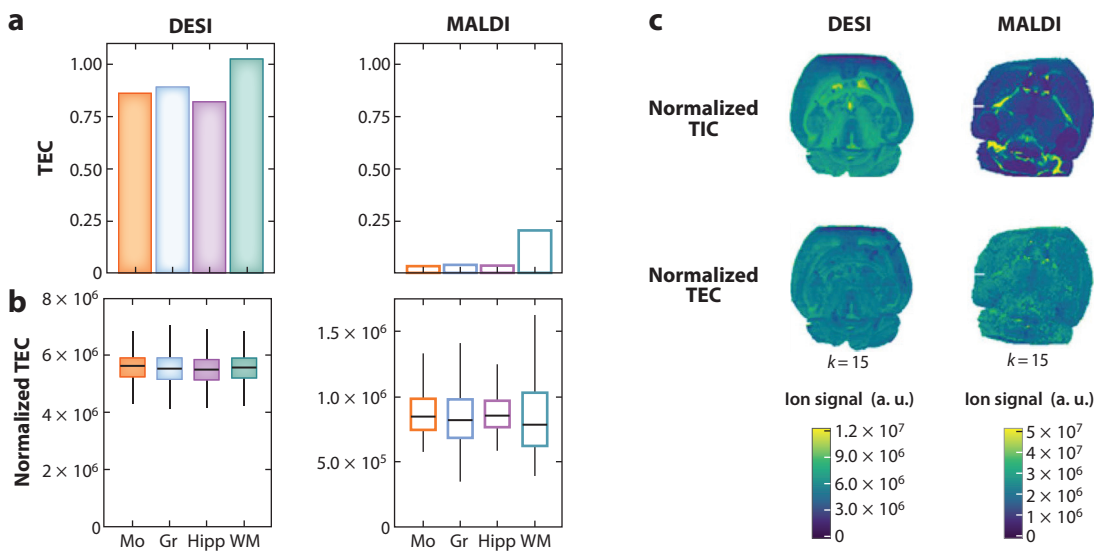 a
DESI
MALDI
TEC
1.00
0.75
0.50
0.25
0
1.00
0.75
0.50
0.25
b
Normalized TEC
8 × 10⁶
6 × 10⁶
4 × 10⁶
2 × 10⁶
0
1.5 × 10⁶
1.0 × 10⁶
5.0 × 10⁵
0
Mo Gr Hipp WM
Mo Gr Hipp WM
c
DESI
MALDI
Normalized
TIC
Normalized
TEC
k = 15
k = 15
Ion signal (a. u.)
1.2 × 10⁷
9.0 × 10⁶
6.0 × 10⁶
3.0 × 10⁶
0
Ion signal (a. u.)
5 × 10⁷
4 × 10⁷
3 × 10⁶
2 × 10⁶
1 × 10⁶
0